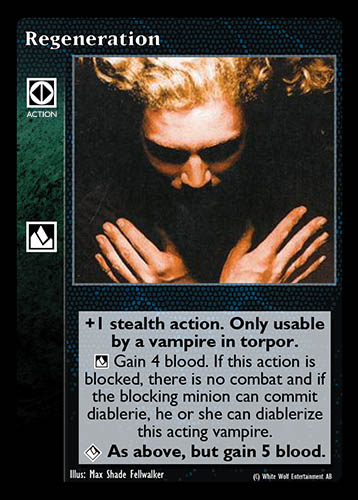 Regeneration
ACTION
+1 stealth action. Only usable
by a vampire in torpor.
Gain 4 blood. If this action is
blocked, there is no combat and if
the blocking minion can commit
diablerie, he or she can diablerize
this acting vampire.
As above, but gain 5 blood.
Illus: Max Shade Fellwalker
(C) White Wolf Entertainment AB